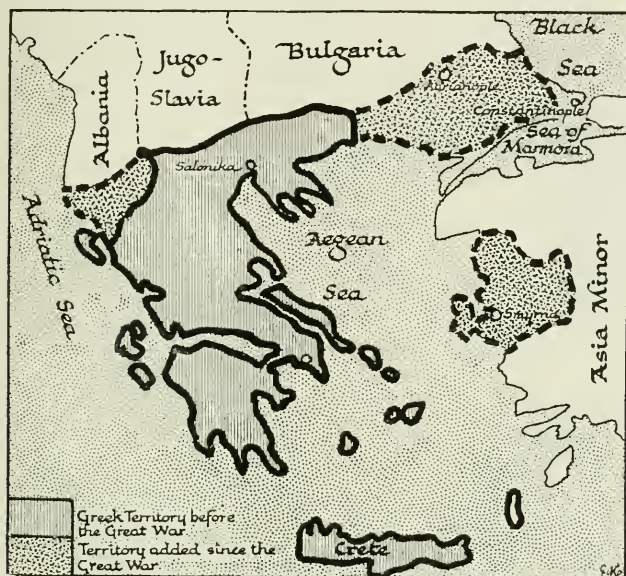 Black
Sea
Bulgaria
Jugo-
Slavia
Albania
Adrianople
Constantinople
Sea of
Marmora
Salonika
Adriatic Sea
Aegean
Sea
Smyrna
Asia Minor
Greek Territory before
the Great War
Territory added since the
Great War
Crete